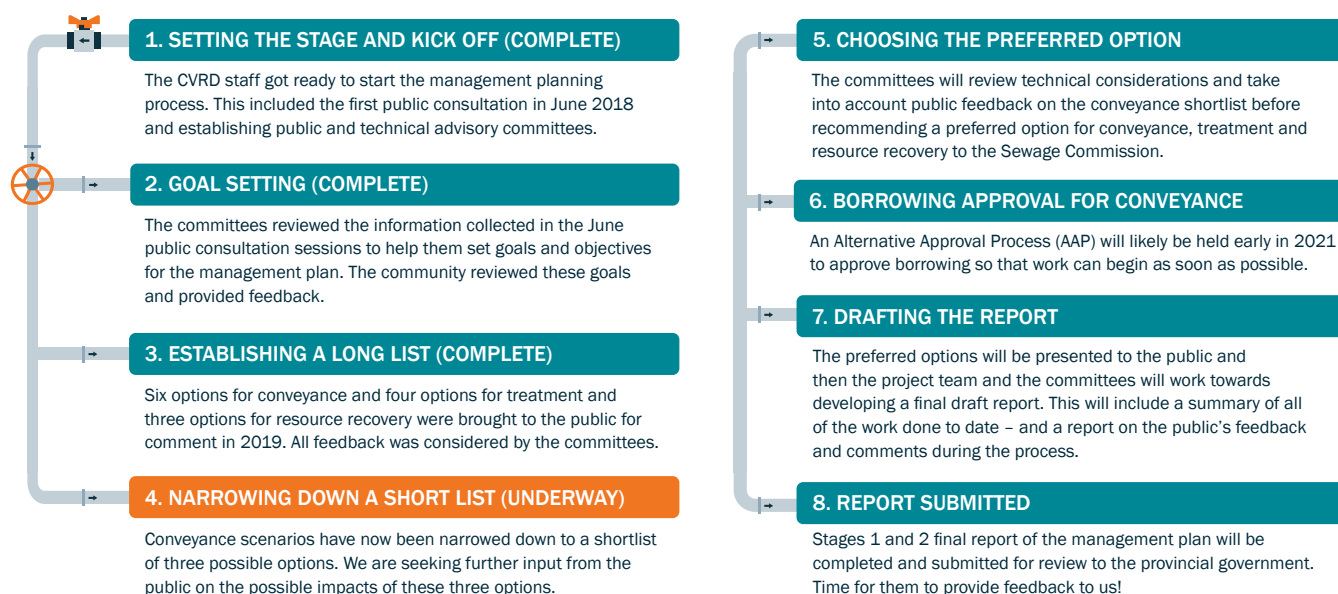 1. SETTING THE STAGE AND KICK OFF (COMPLETE)
The CVRD staff got ready to start the management planning
process. This included the first public consultation in June 2018
and establishing public and technical advisory committees.
2. GOAL SETTING (COMPLETE)
The committees reviewed the information collected in the June
public consultation sessions to help them set goals and objectives
for the management plan. The community reviewed these goals
and provided feedback.
3. ESTABLISHING A LONG LIST (COMPLETE)
Six options for conveyance and four options for treatment and
three options for resource recovery were brought to the public for
comment in 2019. All feedback was considered by the committees.
4. NARROWING DOWN A SHORT LIST (UNDERWAY)
Conveyance scenarios have now been narrowed down to a shortlist
of three possible options. We are seeking further input from the
public on the possible impacts of these three options.
5. CHOOSING THE PREFERRED OPTION
The committees will review technical considerations and take
into account public feedback on the conveyance shortlist before
recommending a preferred option for conveyance, treatment and
resource recovery to the Sewage Commission.
6. BORROWING APPROVAL FOR CONVEYANCE
An Alternative Approval Process (AAP) will likely be held early in 2021
to approve borrowing so that work can begin as soon as possible.
7. DRAFTING THE REPORT
The preferred options will be presented to the public and
then the project team and the committees will work towards
developing a final draft report. This will include a summary of all
of the work done to date – and a report on the public's feedback
and comments during the process.
8. REPORT SUBMITTED
Stages 1 and 2 final report of the management plan will be
completed and submitted for review to the provincial government.
Time for them to provide feedback to us!